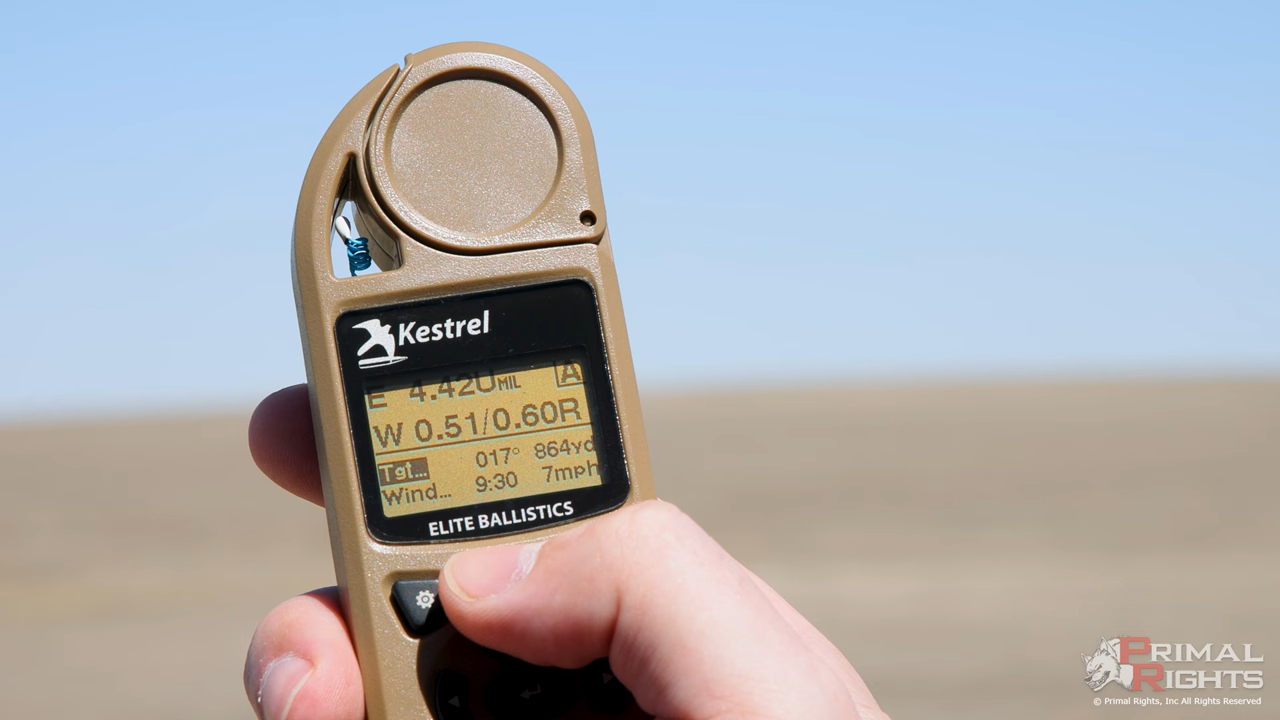 Kestrel
E 4.42U MIL A
W 0.51/0.60R
Tgt... 017° 864yd
Wind... 9:30 7mph
ELITE BALLISTICS
PRIMAL
RIGHTS
© Primal Rights, Inc All Rights Reserved